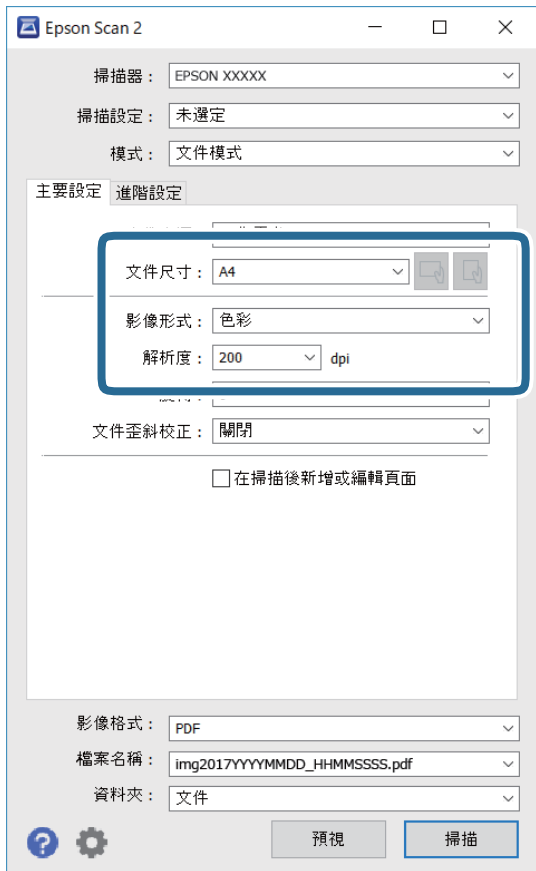 Epson Scan 2
掃描器： EPSON XXXXX
掃描設定： 未選定
模式： 文件模式
主要設定 進階設定
文件尺寸： A4
影像形式： 色彩
解析度： 200 dpi
文件歪斜校正： 關閉
在掃描後新增或編輯頁面
影像格式： PDF
檔案名稱： img2017YYYYMMDD_HHMMSSSS.pdf
資料夾： 文件
預視 掃描